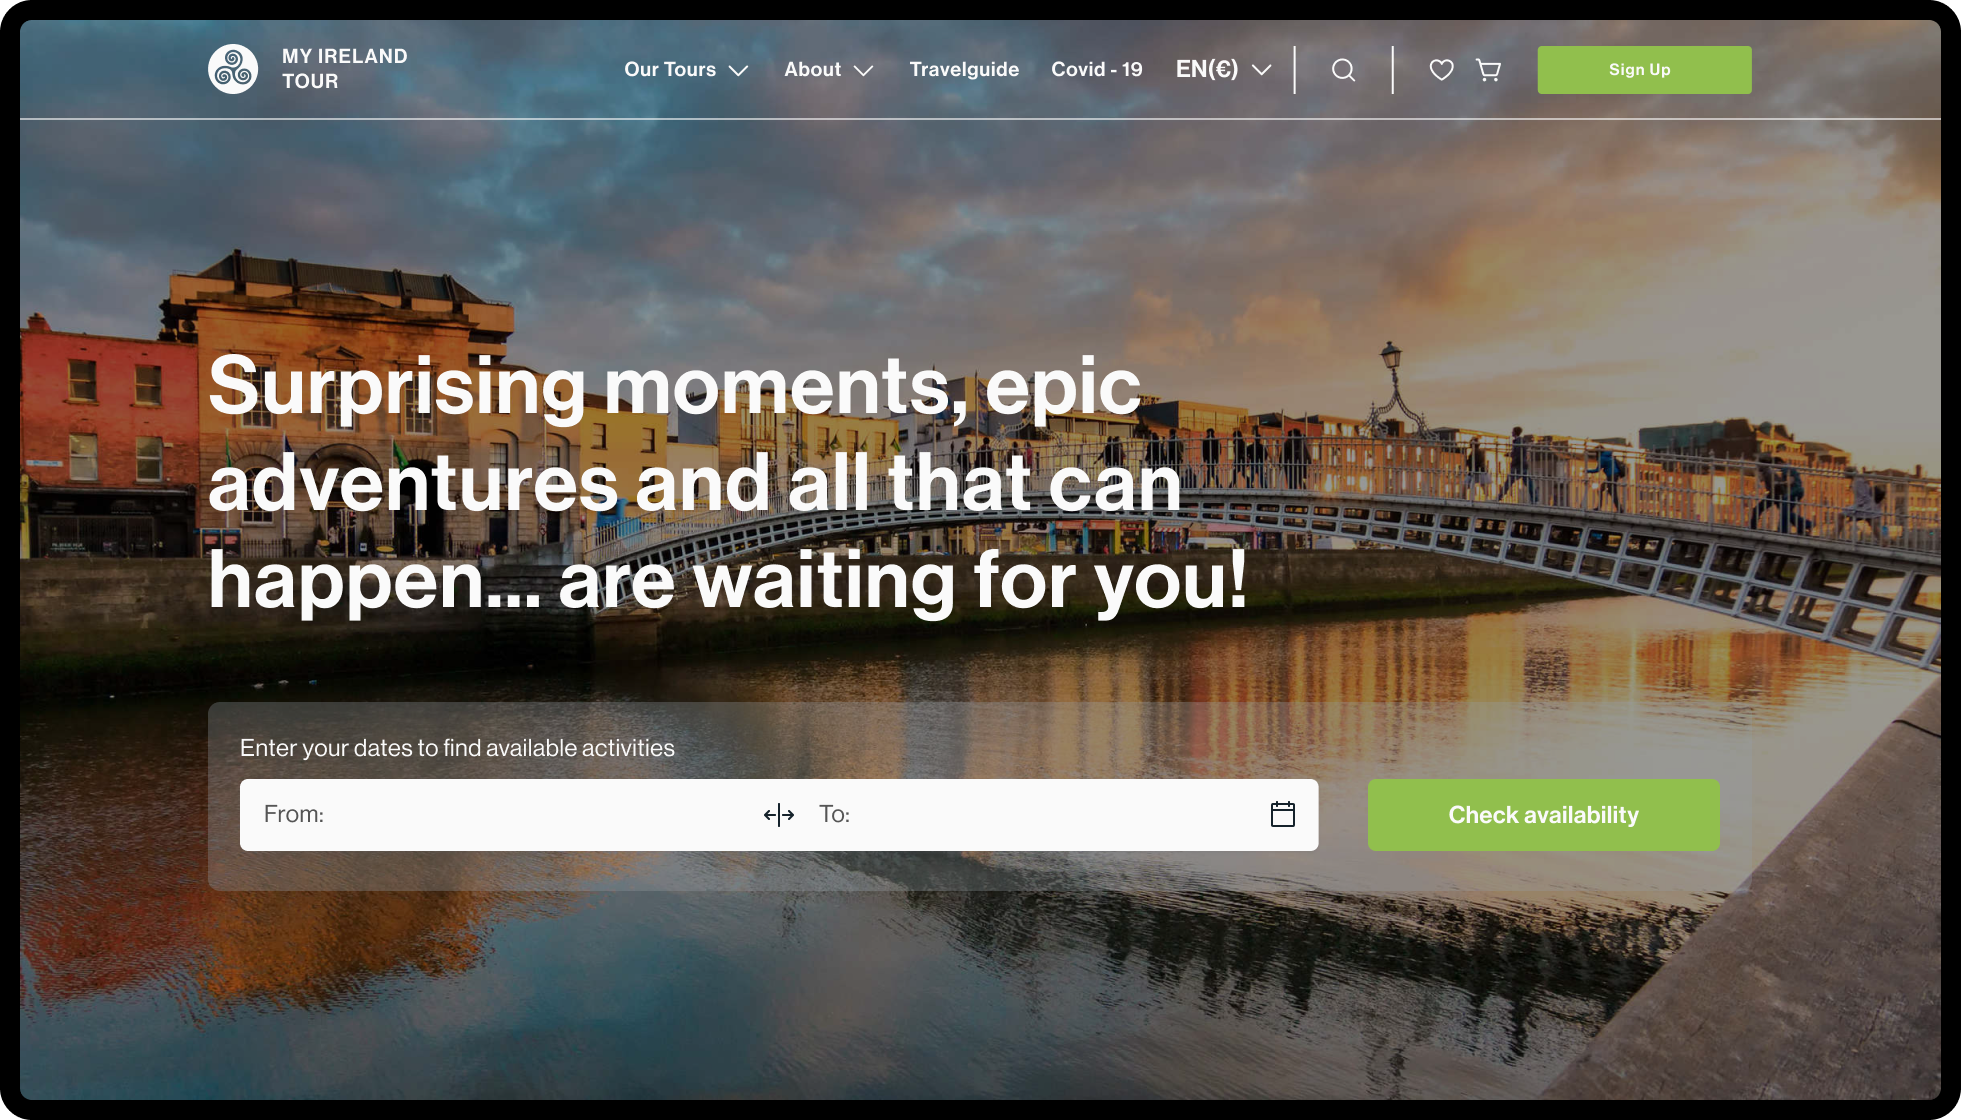 MY IRELAND
TOUR
Our Tours
About
Travelguide
Covid - 19
EN(€)
Sign Up
Surprising moments, epic
adventures and all that can
happen... are waiting for you!
Enter your dates to find available activities
From:
To:
Check availability